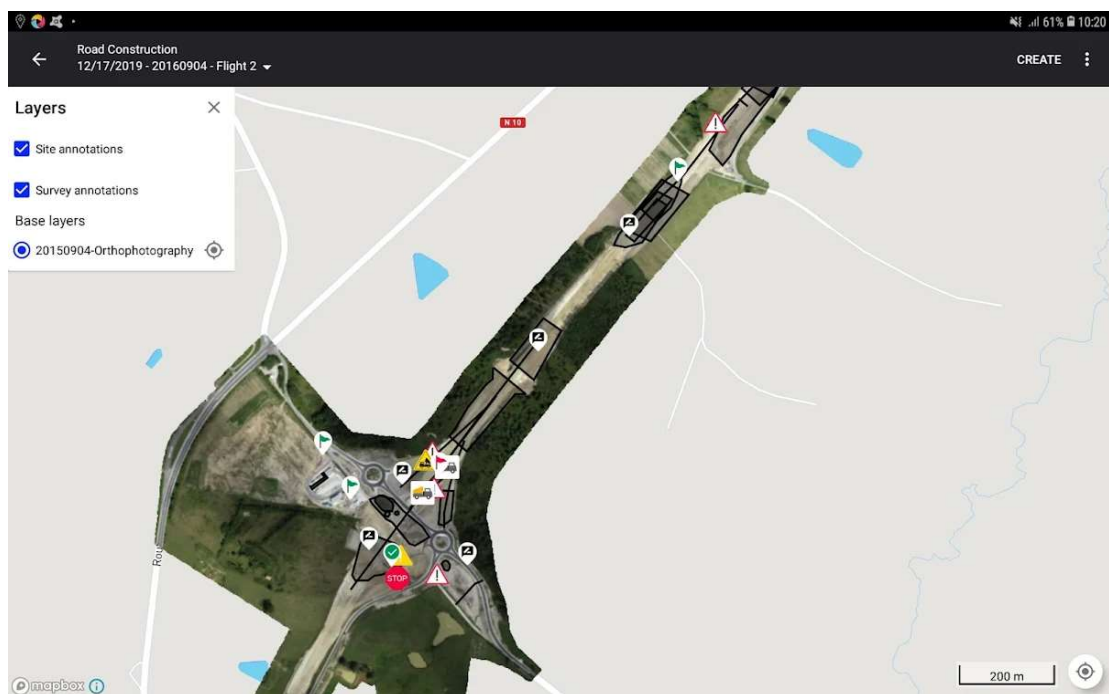 61% 10:20
Road Construction
12/17/2019 - 20160904 - Flight 2
CREATE
Layers
Site annotations
Survey annotations
Base layers
20150904-Orthophotography
N 10
STOP
Rou
200 m
mapbox